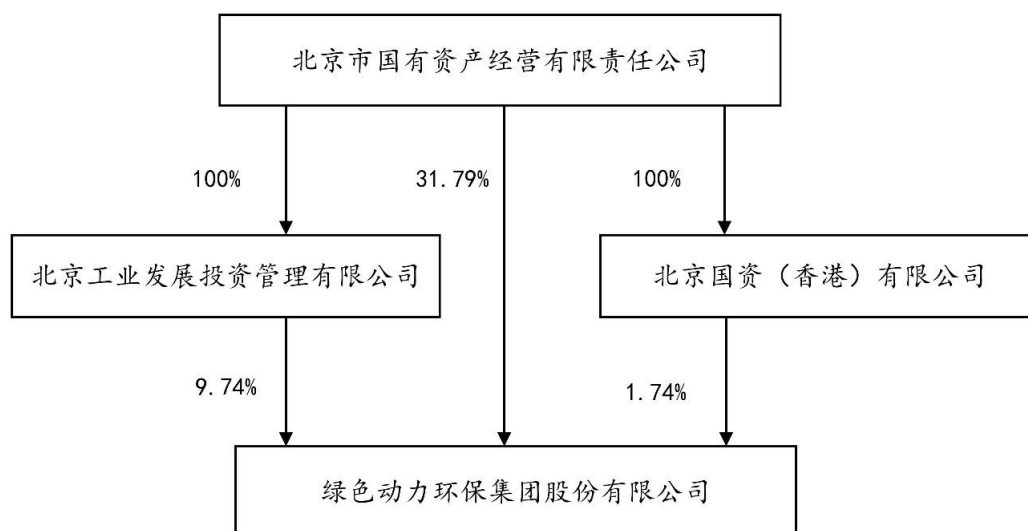 北京市国有资产经营有限责任公司
100%
31.79%
100%
北京工业发展投资管理有限公司
北京国资（香港）有限公司
9.74%
1.74%
绿色动力环保集团股份有限公司